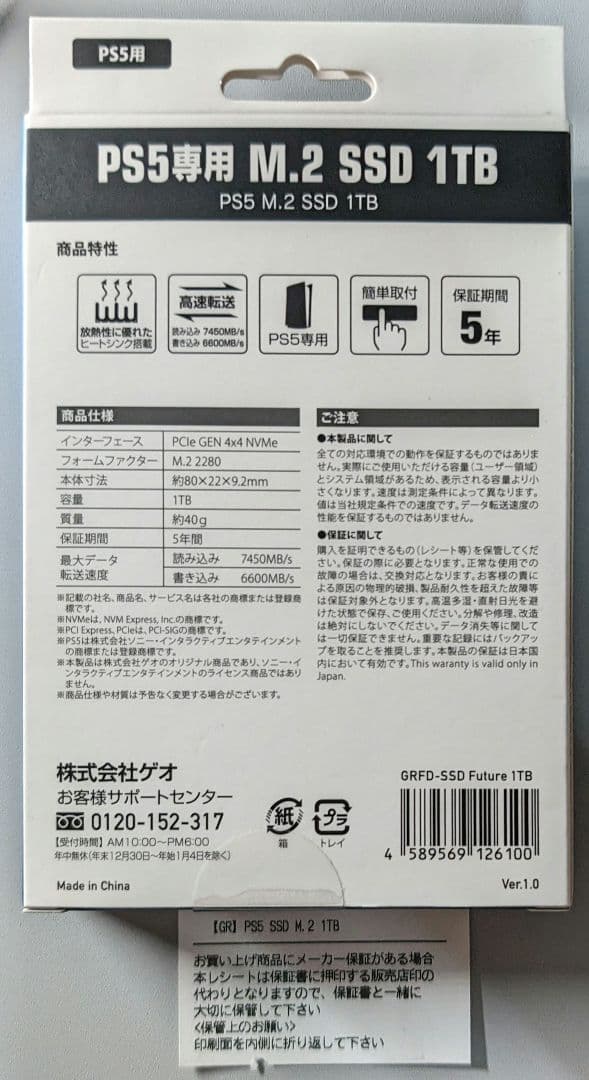 PS5用
PS5専用 M.2 SSD 1TB
PS5 M.2 SSD 1TB
商品特性
放熱性に優れた
ヒートシンク搭載
高速転送
読み込み 7450MB/s
書き込み 6600MB/s
PS5専用
簡単取付
保証期間
5年
商品仕様
インターフェース PCIe GEN 4x4 NVMe
フォームファクター M.2 2280
本体寸法 約80×22×9.2mm
容量 1TB
質量 約40g
保証期間 5年間
最大データ
転送速度
読み込み 7450MB/s
書き込み 6600MB/s
※記載の社名、商品名、サービス名は各社の商標または登録商
標です。
※NVMeは、NVM Express, Inc.の商標です。
※PCI Express、PCIeは、PCI-SIGの商標です。
※PS5は株式会社ソニー・インタラクティブエンタテインメント
の商標または登録商標です。
※本製品は株式会社ゲオのオリジナル商品であり、ソニー・イ
ンタラクティブエンタテインメントのライセンス商品ではあり
ません。
※商品仕様や材質は予告なく変更する場合がございます。
ご注意
●本製品に関して
全ての対応環境での動作を保証するものではありま
せん。実際にご使用いただける容量(ユーザー領域)
とシステム領域があるため、表示される容量より小
さくなります。速度は測定条件によって異なります。
値は当社規定条件での速度です。データ転送速度の
性能を保証するものではありません。
●保証に関して
購入を証明できるもの(レシート等)を保管してくだ
さい。保証の際に必要となります。正常な使用での
故障の場合は、交換対応となります。お客様の責に
よる原因の物理的破損、製品耐久性を超えた故障等
は保証対象外となります。高温多湿・直射日光を避
けた状態で保存、ご使用ください。分解や修理、改造
は絶対にしないでください。データ消失等に関して
は一切保証できません。重要な記録にはバックアッ
プを取ることを推奨します。本製品の保証は日本国
内において有効です。This waranty is valid only in
Japan.
株式会社ゲオ
お客様サポートセンター
0120-152-317
【受付時間】AM10:00〜PM6:00
年中無休(年末12月30日〜年始1月4日を除く)
紙
箱
プラ
トレイ
GRFD-SSD Future 1TB
4 589569 126100
Made in China
Ver.1.0
【GR】PS5 SSD M.2 1TB
お買い上げ商品にメーカー保証がある場合
本レシートは保証書に押印する販売店印の
代わりとなりますので、保証書と一緒に
大切に保管して下さい
<保管上のお願い>
印刷面を内側に折り返して下さい